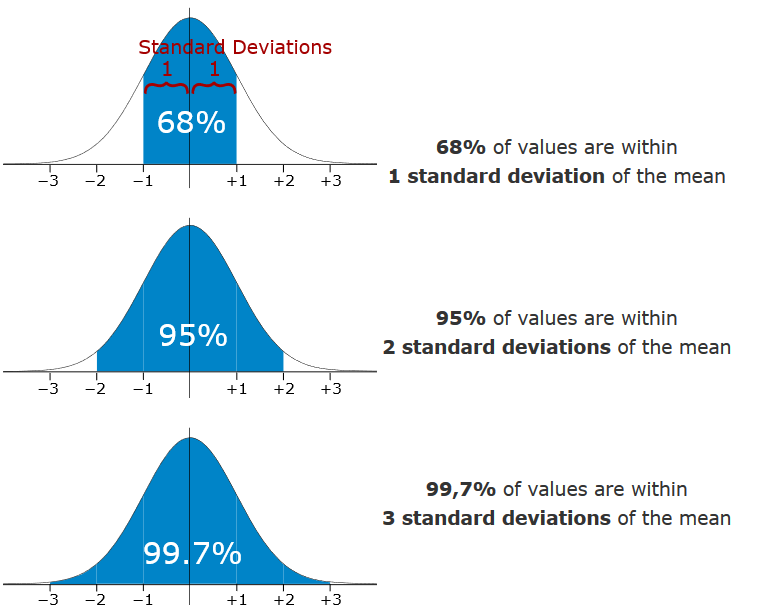 Standard Deviations
1 1
68%
−3 −2 −1 +1 +2 +3
68% of values are within
1 standard deviation of the mean
95%
−3 −2 −1 +1 +2 +3
95% of values are within
2 standard deviations of the mean
99.7%
−3 −2 −1 +1 +2 +3
99,7% of values are within
3 standard deviations of the mean